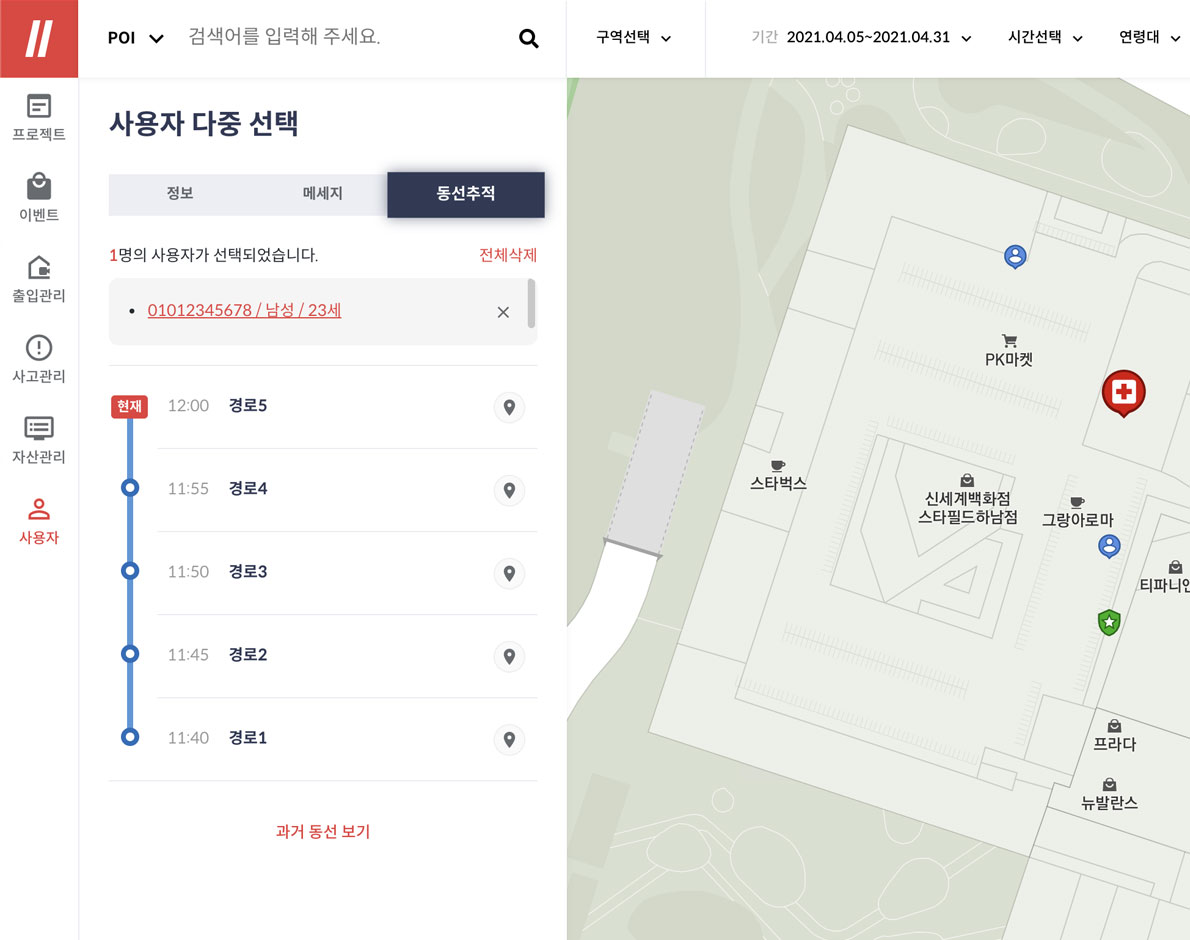 POI
검색어를 입력해 주세요.
구역선택
기간 2021.04.05~2021.04.31
시간선택
연령대
프로젝트
이벤트
출입관리
사고관리
자산관리
사용자
사용자 다중 선택
정보
메세지
동선추적
1명의 사용자가 선택되었습니다.
전체삭제
01012345678 / 남성 / 23세
현재 12:00 경로5
11:55 경로4
11:50 경로3
11:45 경로2
11:40 경로1
과거 동선 보기
PK마켓
스타벅스
신세계백화점
스타필드하남점
그랑아로마
티파니앤
프라다
뉴발란스